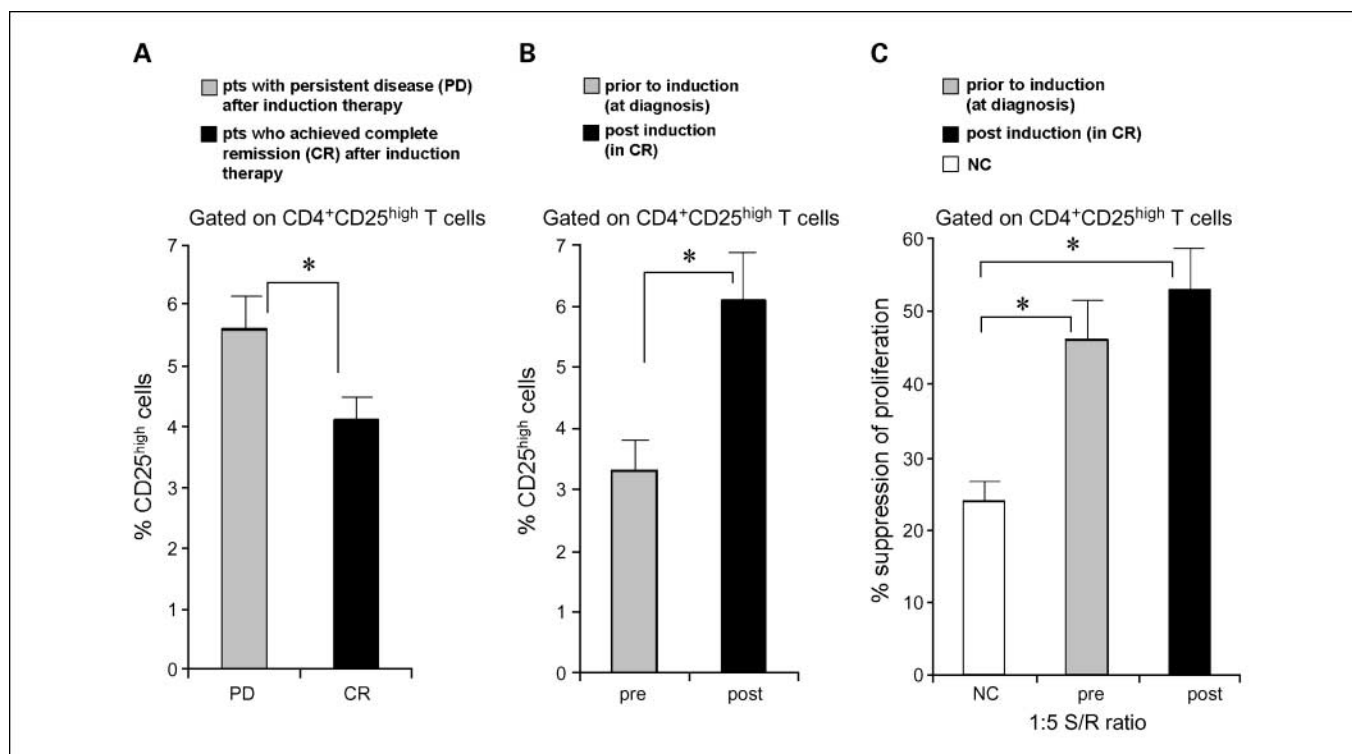 A
pts with persistent disease (PD)
after induction therapy
pts who achieved complete
remission (CR) after induction
therapy
Gated on CD4+CD25high T cells
% CD25high cells
7
6
5
4
3
2
1
0
*
PD CR
B
prior to induction
(at diagnosis)
post induction
(in CR)
Gated on CD4+CD25high T cells
% CD25high cells
7
6
5
4
3
2
1
0
*
pre post
C
prior to induction
(at diagnosis)
post induction (in CR)
NC
Gated on CD4+CD25high T cells
% suppression of proliferation
60
50
40
30
20
10
0
*
*
NC pre post
1:5 S/R ratio